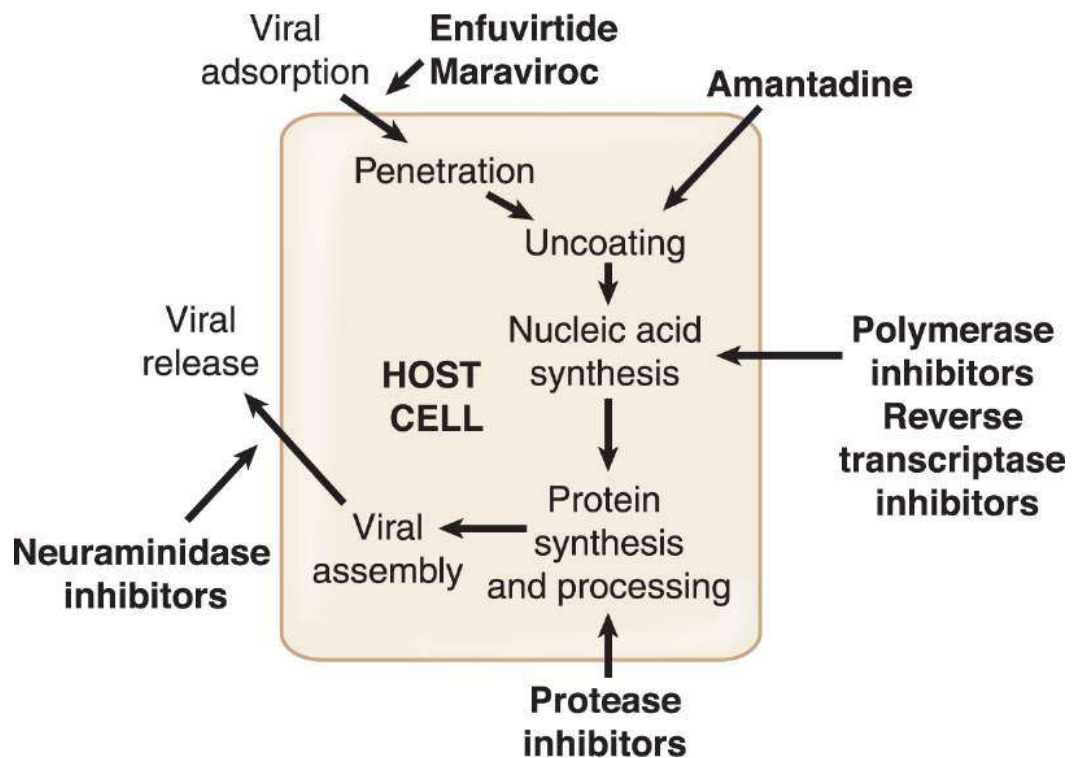 Viral
adsorption
Enfuvirtide
Maraviroc
Amantadine
Penetration
Uncoating
Nucleic acid
synthesis
Polymerase
inhibitors
Reverse
transcriptase
inhibitors
Viral
release
HOST
CELL
Protein
synthesis
and processing
Viral
assembly
Neuraminidase
inhibitors
Protease
inhibitors